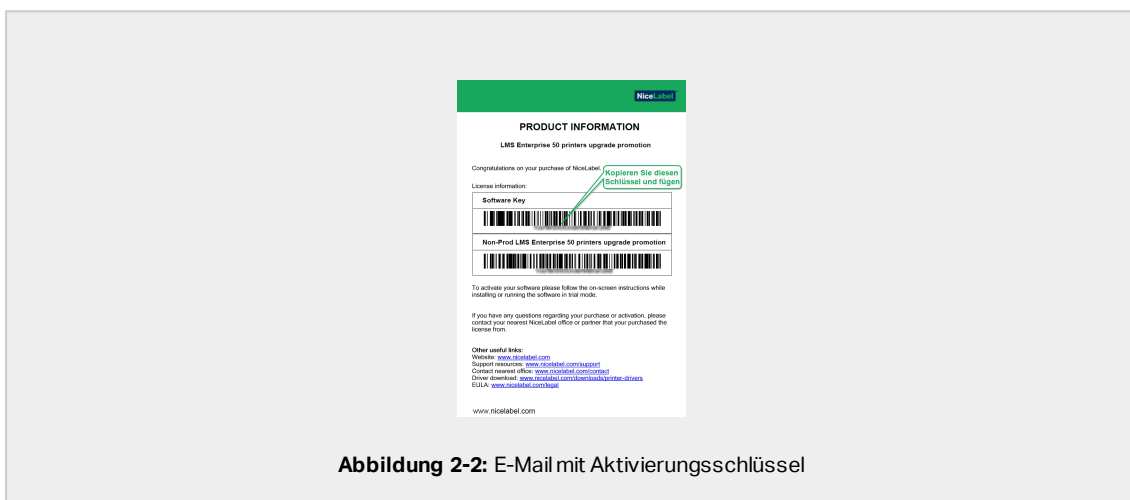 NiceLabel
PRODUCT INFORMATION
LMS Enterprise 50 printers upgrade promotion
Congratulations on your purchase of NiceLabel.
Kopieren Sie diesen
Schlüssel und fügen
License information:
Software Key
Non-Prod LMS Enterprise 50 printers upgrade promotion
To activate your software please follow the on-screen instructions while
installing or running the software in trial mode.
If you have any questions regarding your purchase or activation, please
contact your nearest NiceLabel office or partner that your purchased the
license from.
Other useful links:
Website: www.nicelabel.com
Support resources: www.nicelabel.com/support
Contact nearest office: www.nicelabel.com/contact
Driver download: www.nicelabel.com/downloads/printer-drivers
EULA: www.nicelabel.com/legal
www.nicelabel.com
Abbildung 2-2: E-Mail mit Aktivierungsschlüssel